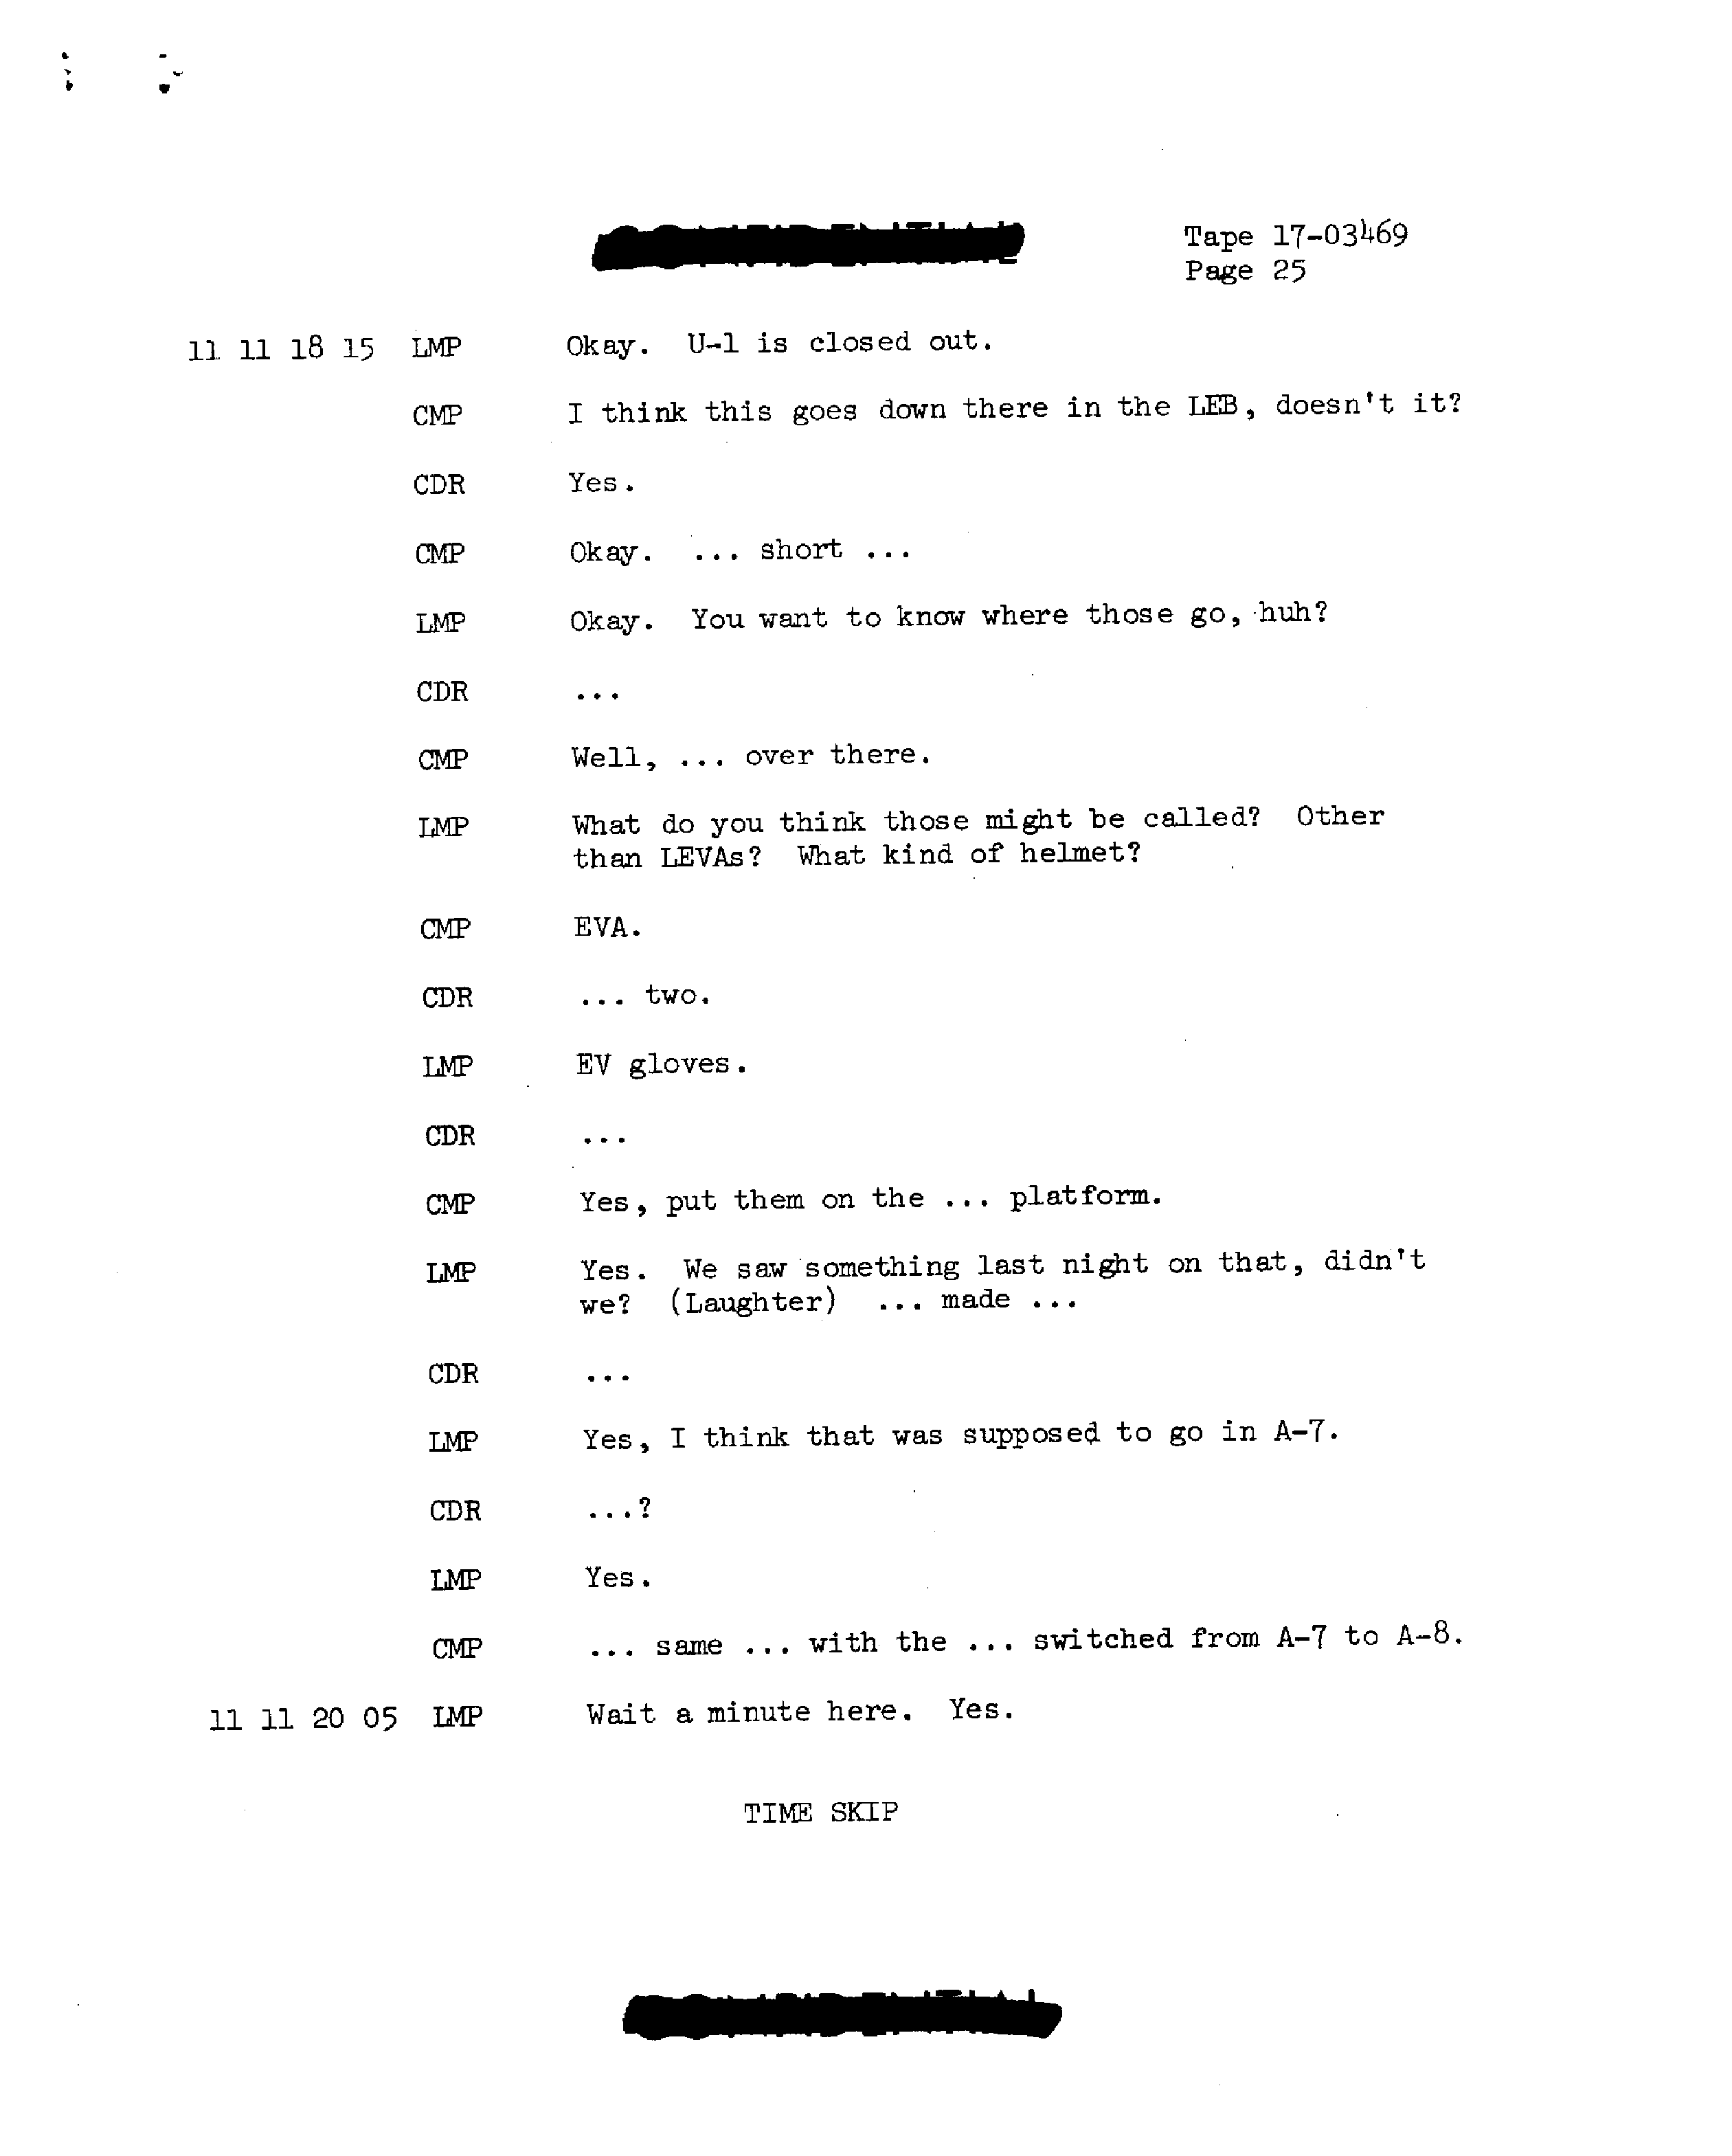 Tape 17-03469
Page 25
11 11 18 15 LMP Okay. U-1 is closed out.
CMP I think this goes down there in the LEB, doesn't it?
CDR Yes.
CMP Okay. ... short ...
LMP Okay. You want to know where those go, huh?
CDR ...
CMP Well, ... over there.
LMP What do you think those might be called? Other
than LEVAs? What kind of helmet?
CMP EVA.
CDR ... two.
LMP EV gloves.
CDR ...
CMP Yes, put them on the ... platform.
LMP Yes. We saw something last night on that, didn't
we? (Laughter) ... made ...
CDR ...
LMP Yes, I think that was supposed to go in A-7.
CDR ...?
LMP Yes.
CMP ... same ... with the ... switched from A-7 to A-8.
11 11 20 05 LMP Wait a minute here. Yes.
TIME SKIP